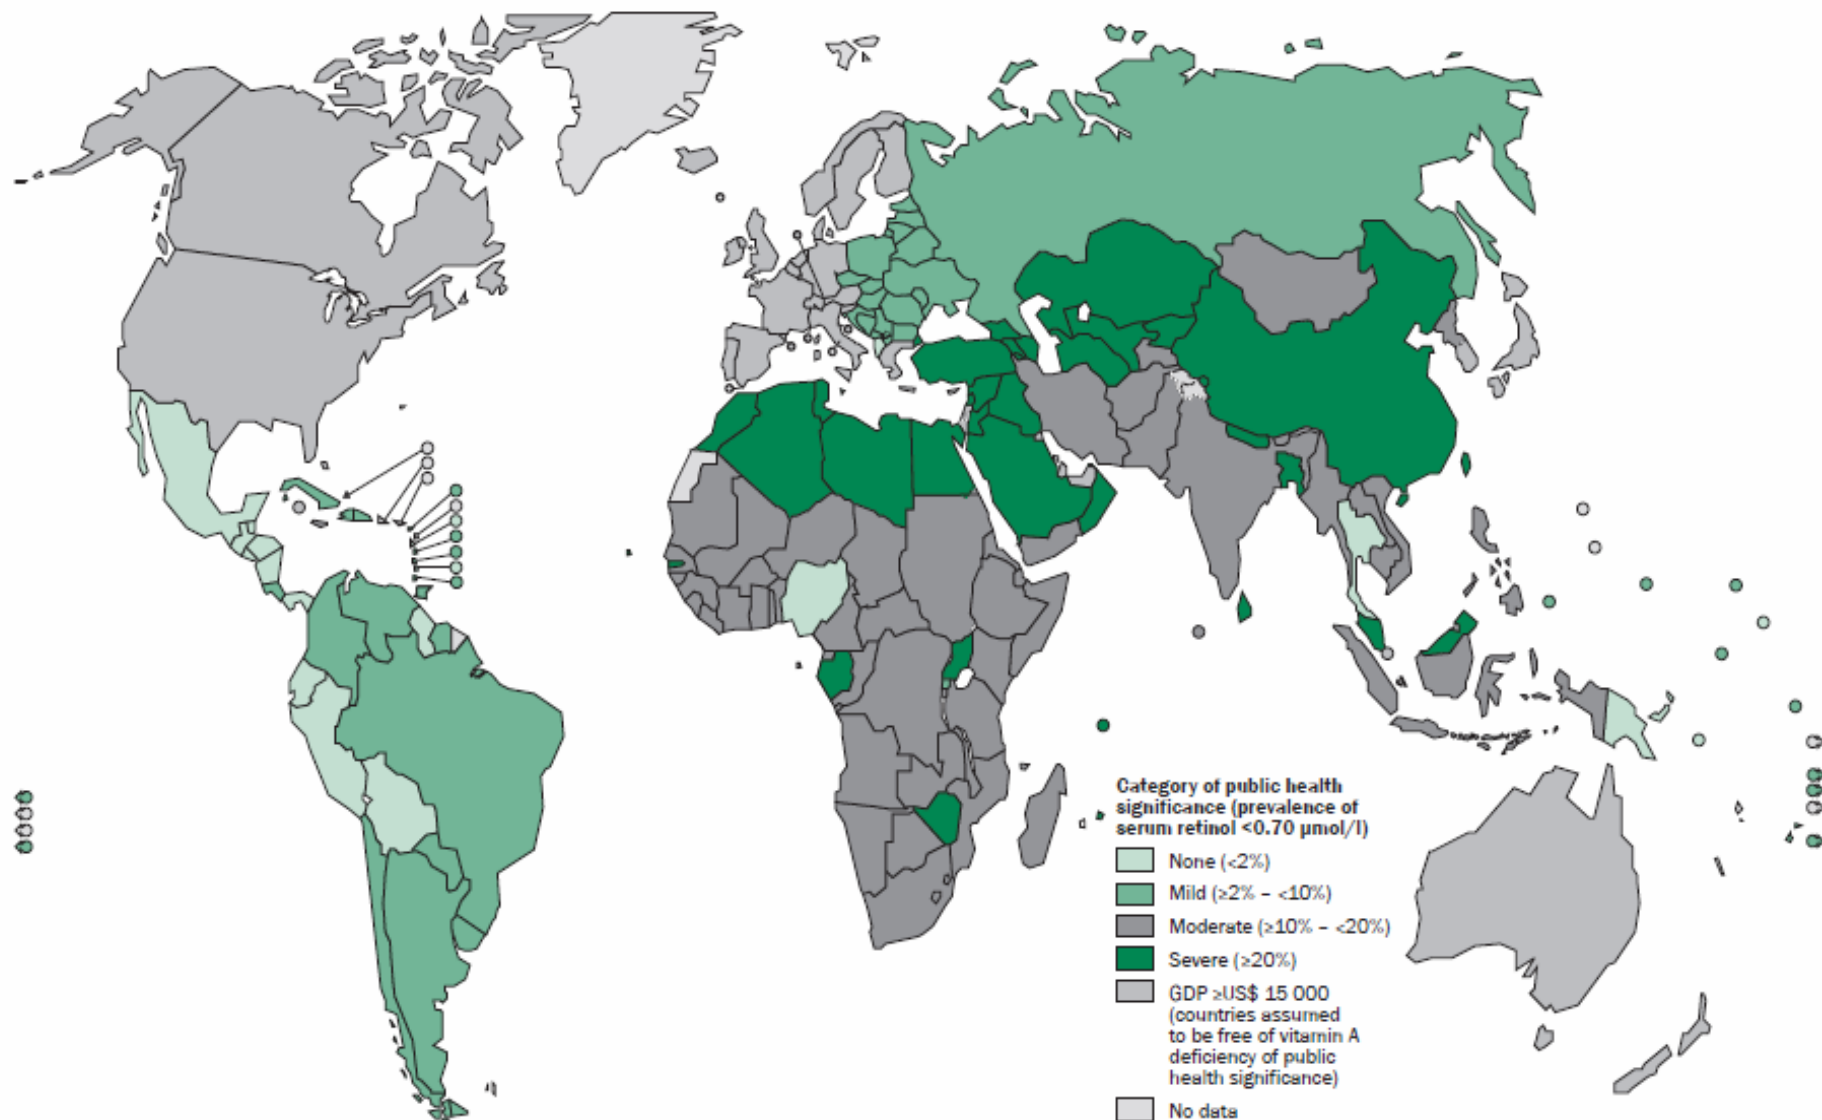 Category of public health
significance (prevalence of
serum retinol <0.70 µmol/l)
None (<2%)
Mild (≥2% – <10%)
Moderate (≥10% – <20%)
Severe (≥20%)
GDP ≥US$ 15 000
(countries assumed
to be free of vitamin A
deficiency of public
health significance)
No data